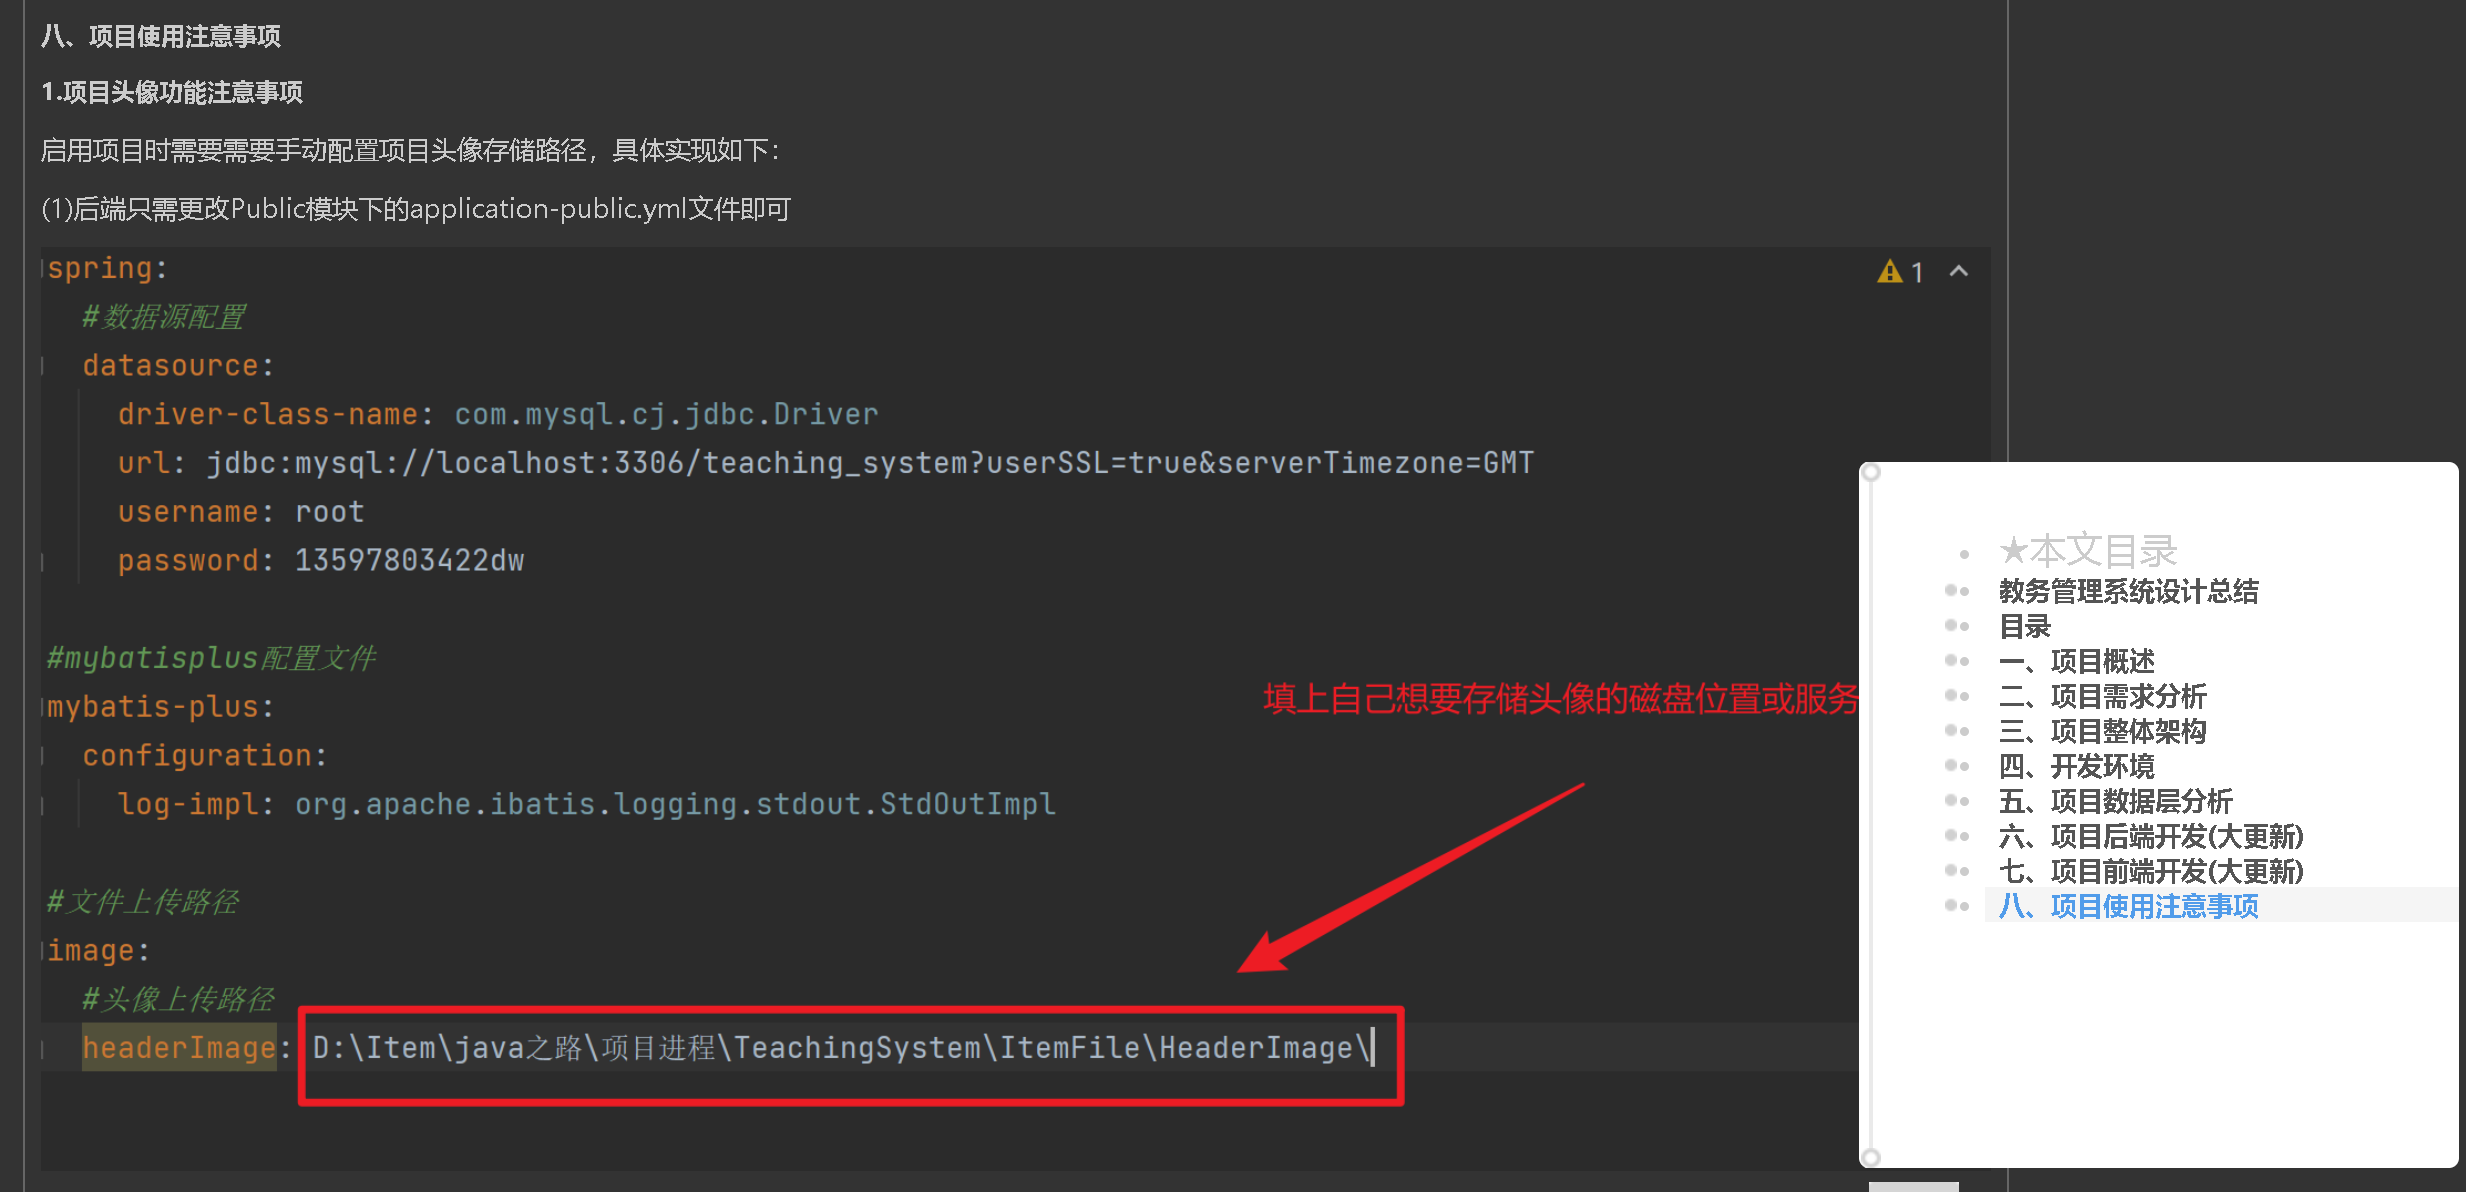 八、项目使用注意事项
1.项目头像功能注意事项
启用项目时需要需要手动配置项目头像存储路径，具体实现如下：
(1)后端只需更改Public模块下的application-public.yml文件即可
spring:
#数据源配置
datasource:
driver-class-name: com.mysql.cj.jdbc.Driver
url: jdbc:mysql://localhost:3306/teaching_system?userSSL=true&serverTimezone=GMT
username: root
password: 13597803422dw
#mybatisplus配置文件
mybatis-plus:
configuration:
log-impl: org.apache.ibatis.logging.stdout.StdOutImpl
#文件上传路径
image:
#头像上传路径
headerImage: D:\Item\java之路\项目进程\TeachingSystem\ItemFile\HeaderImage\
1
填上自己想要存储头像的磁盘位置或服务
★本文目录
教务管理系统设计总结
目录
一、项目概述
二、项目需求分析
三、项目整体架构
四、开发环境
五、项目数据层分析
六、项目后端开发(大更新)
七、项目前端开发(大更新)
八、项目使用注意事项